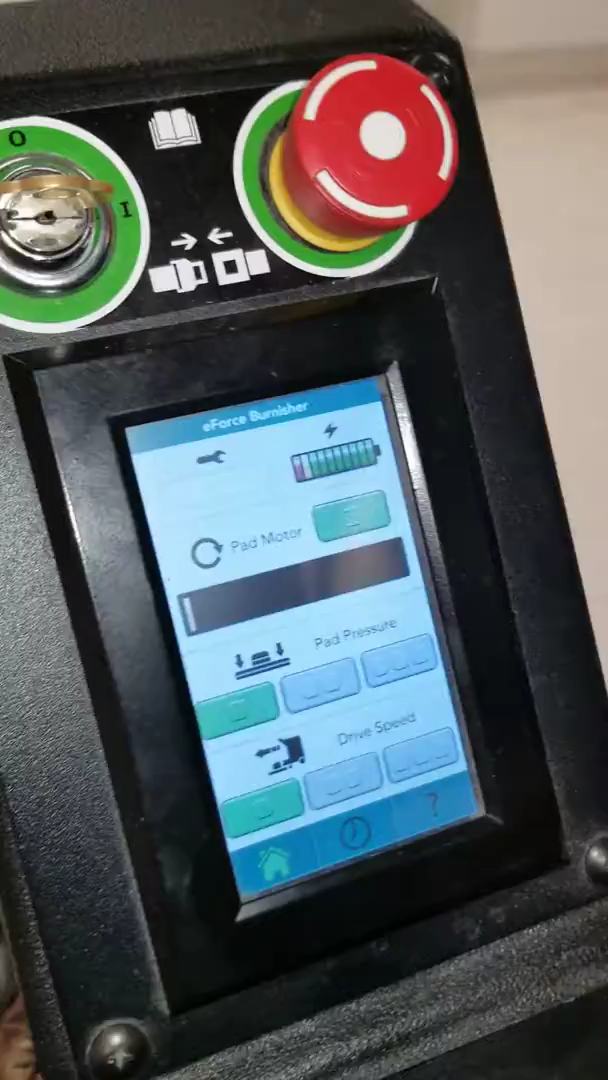 O
I
eForce Burnisher
Pad Motor
Pad Pressure
Drive Speed
?